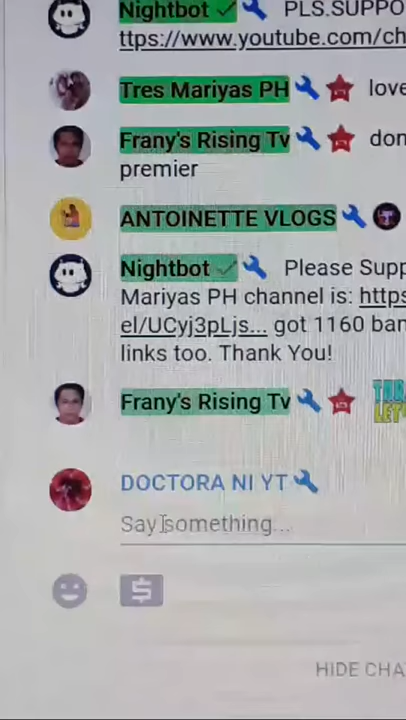 Nightbot PLS.SUPPO
ttps://www.youtube.com/ch
Tres Mariyas PH love
Frany's Rising Tv don
premier
ANTOINETTE VLOGS
Nightbot Please Supp
Mariyas PH channel is: https
el/UCyj3pLjs... got 1160 ban
links too. Thank You!
Frany's Rising Tv
DOCTORA NI YT
Say something...
HIDE CHA